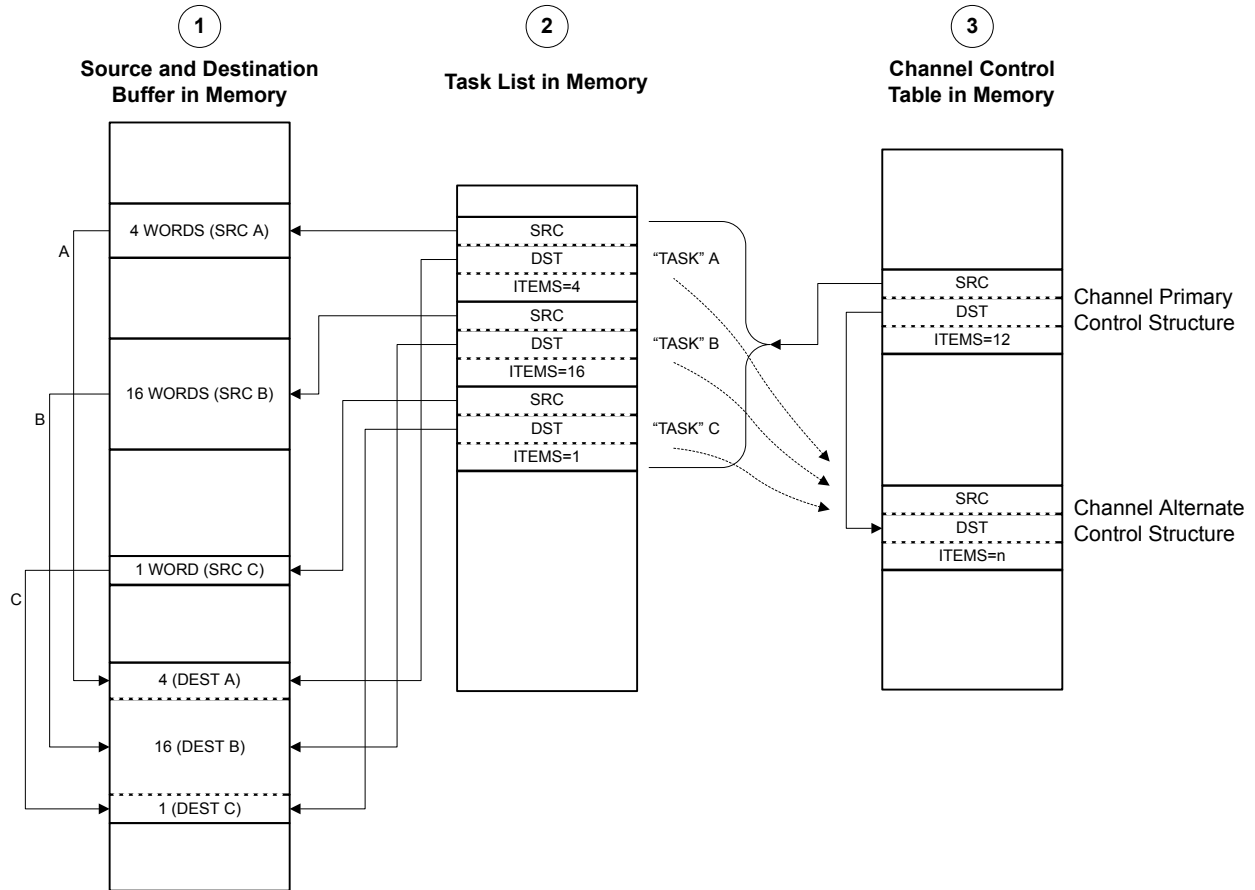 1
Source and Destination
Buffer in Memory
4 WORDS (SRC A)
A
16 WORDS (SRC B)
B
1 WORD (SRC C)
C
4 (DEST A)
16 (DEST B)
1 (DEST C)
2
Task List in Memory
SRC
DST
ITEMS=4
SRC
DST
ITEMS=16
SRC
DST
ITEMS=1
“TASK” A
“TASK” B
“TASK” C
3
Channel Control
Table in Memory
SRC
DST
ITEMS=12
Channel Primary
Control Structure
SRC
DST
ITEMS=n
Channel Alternate
Control Structure